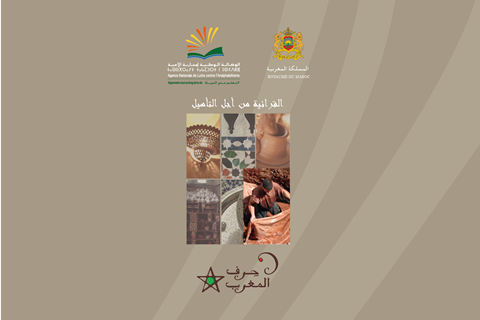 الوكالة الوطنية لمحاربة الأمية
Agence Nationale de Lutte contre l'Analphabétisme
المملكة المغربية
ROYAUME DU MAROC
القرائية من أجل التأهيل
حرف
المغرب